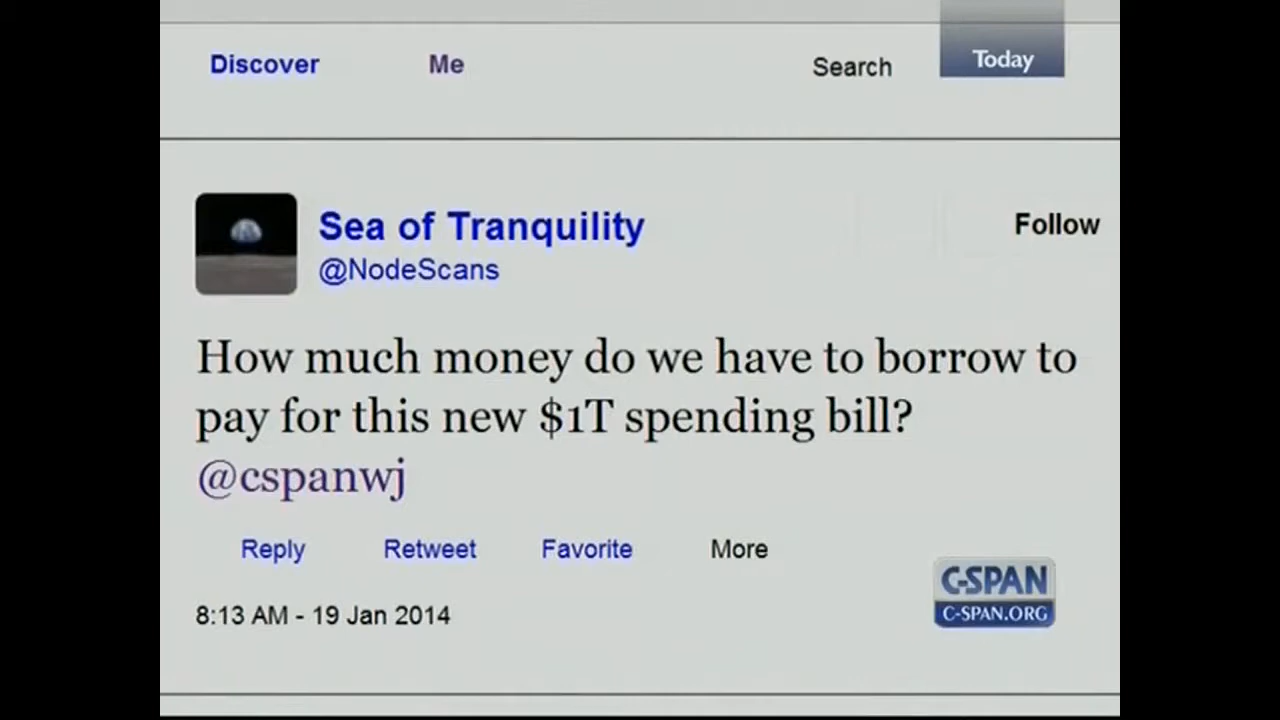 Discover Me Search Today
Sea of Tranquility Follow
@NodeScans
How much money do we have to borrow to
pay for this new $1T spending bill?
@cspanwj
Reply Retweet Favorite More
C-SPAN
8:13 AM - 19 Jan 2014 C-SPAN.ORG